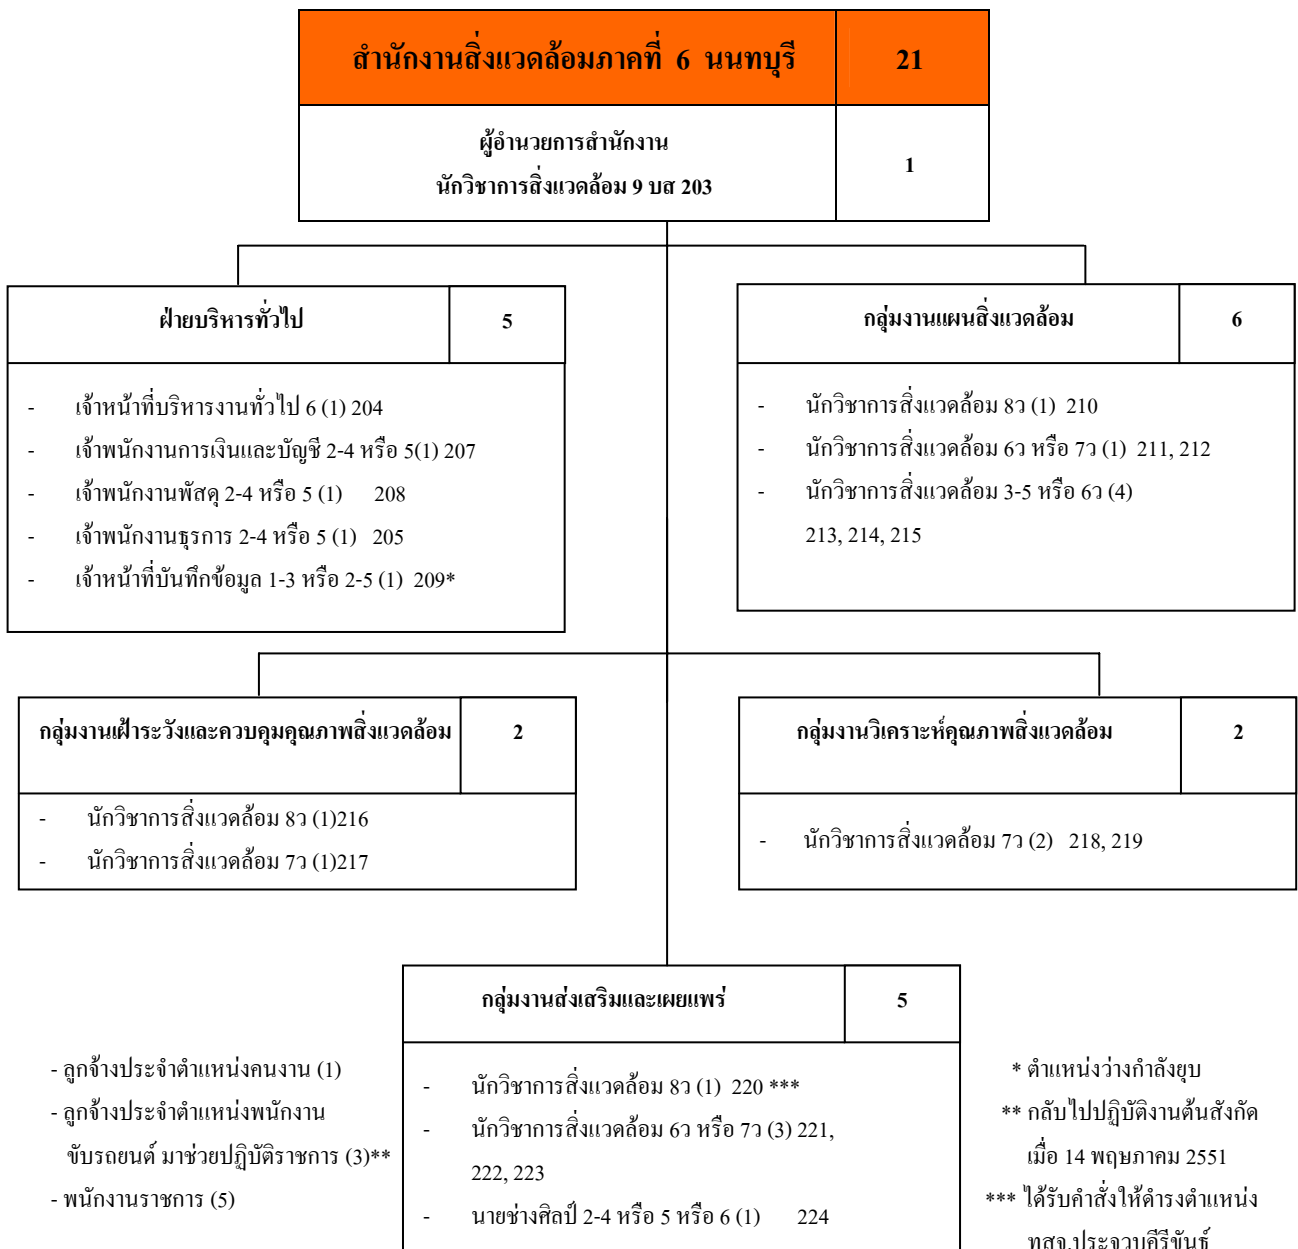 สำนักงานสิ่งแวดล้อมภาคที่ 6 นนทบุรี 21
ผู้อำนวยการสำนักงาน
นักวิชาการสิ่งแวดล้อม 9 บส 203
1
ฝ่ายบริหารทั่วไป 5
- เจ้าหน้าที่บริหารงานทั่วไป 6 (1) 204
- เจ้าพนักงานการเงินและบัญชี 2-4 หรือ 5(1) 207
- เจ้าพนักงานพัสดุ 2-4 หรือ 5 (1) 208
- เจ้าพนักงานธุรการ 2-4 หรือ 5 (1) 205
- เจ้าหน้าที่บันทึกข้อมูล 1-3 หรือ 2-5 (1) 209*
กลุ่มงานแผนสิ่งแวดล้อม 6
- นักวิชาการสิ่งแวดล้อม 8ว (1) 210
- นักวิชาการสิ่งแวดล้อม 6ว หรือ 7ว (1) 211, 212
- นักวิชาการสิ่งแวดล้อม 3-5 หรือ 6ว (4)
213, 214, 215
กลุ่มงานเฝ้าระวังและควบคุมคุณภาพสิ่งแวดล้อม 2
- นักวิชาการสิ่งแวดล้อม 8ว (1)216
- นักวิชาการสิ่งแวดล้อม 7ว (1)217
กลุ่มงานวิเคราะห์คุณภาพสิ่งแวดล้อม 2
- นักวิชาการสิ่งแวดล้อม 7ว (2) 218, 219
กลุ่มงานส่งเสริมและเผยแพร่ 5
- นักวิชาการสิ่งแวดล้อม 8ว (1) 220 ***
- นักวิชาการสิ่งแวดล้อม 6ว หรือ 7ว (3) 221,
222, 223
- นายช่างศิลป์ 2-4 หรือ 5 หรือ 6 (1) 224
- ลูกจ้างประจำตำแหน่งคนงาน (1)
- ลูกจ้างประจำตำแหน่งพนักงาน
ขับรถยนต์ มาช่วยปฏิบัติราชการ (3)**
- พนักงานราชการ (5)
* ตำแหน่งว่างกำลังยุบ
** กลับไปปฏิบัติงานต้นสังกัด
เมื่อ 14 พฤษภาคม 2551
*** ได้รับคำสั่งให้ดำรงตำแหน่ง
ทสจ.ประจวบคีรีขันธ์